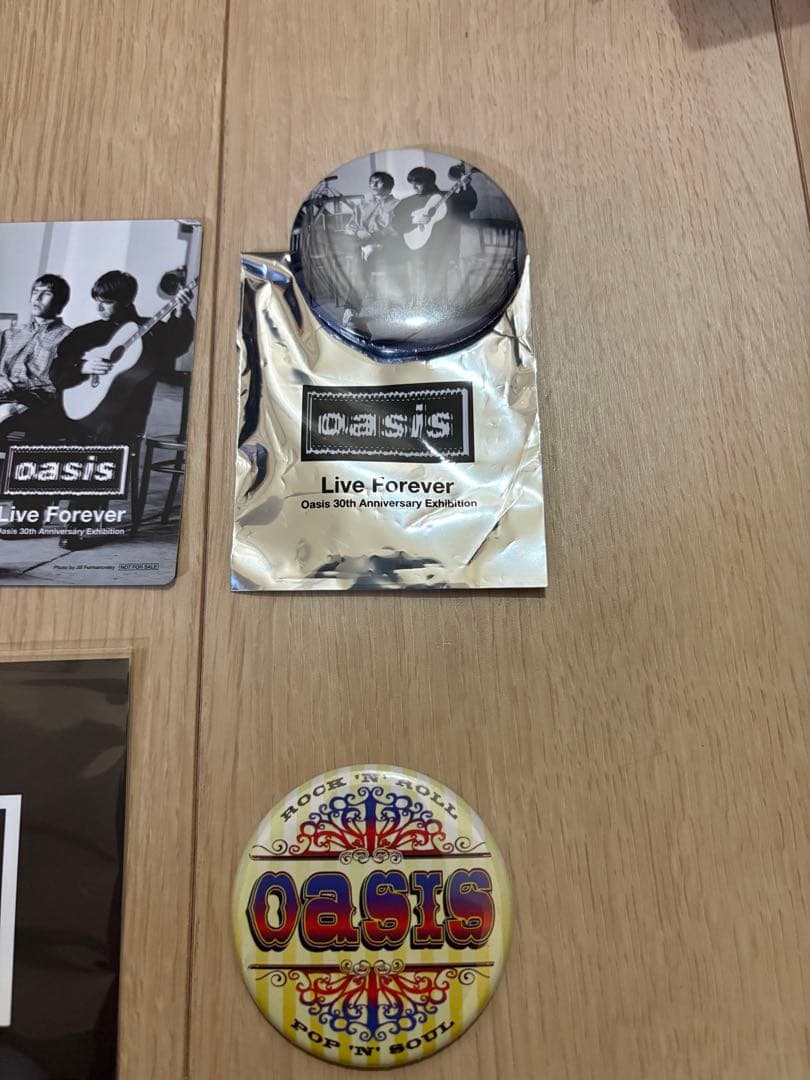 oasis
Live Forever
Oasis 30th Anniversary Exhibition
oasis
Live Forever
Oasis 30th Anniversary Exhibition
Photo by Jill Furmanovsky NOT FOR SALE
ROCK 'N' ROLL
oasis
POP 'N' SOUL